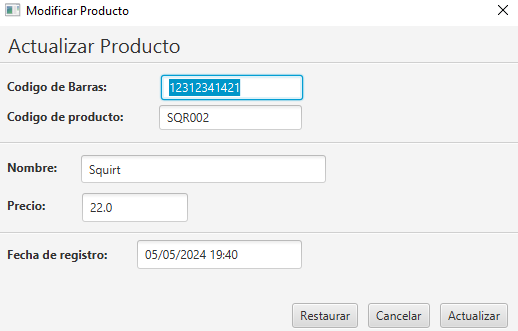 Modificar Producto
Actualizar Producto
Codigo de Barras: 12312341421
Codigo de producto: SQR002
Nombre: Squirt
Precio: 22.0
Fecha de registro: 05/05/2024 19:40
Restaurar Cancelar Actualizar